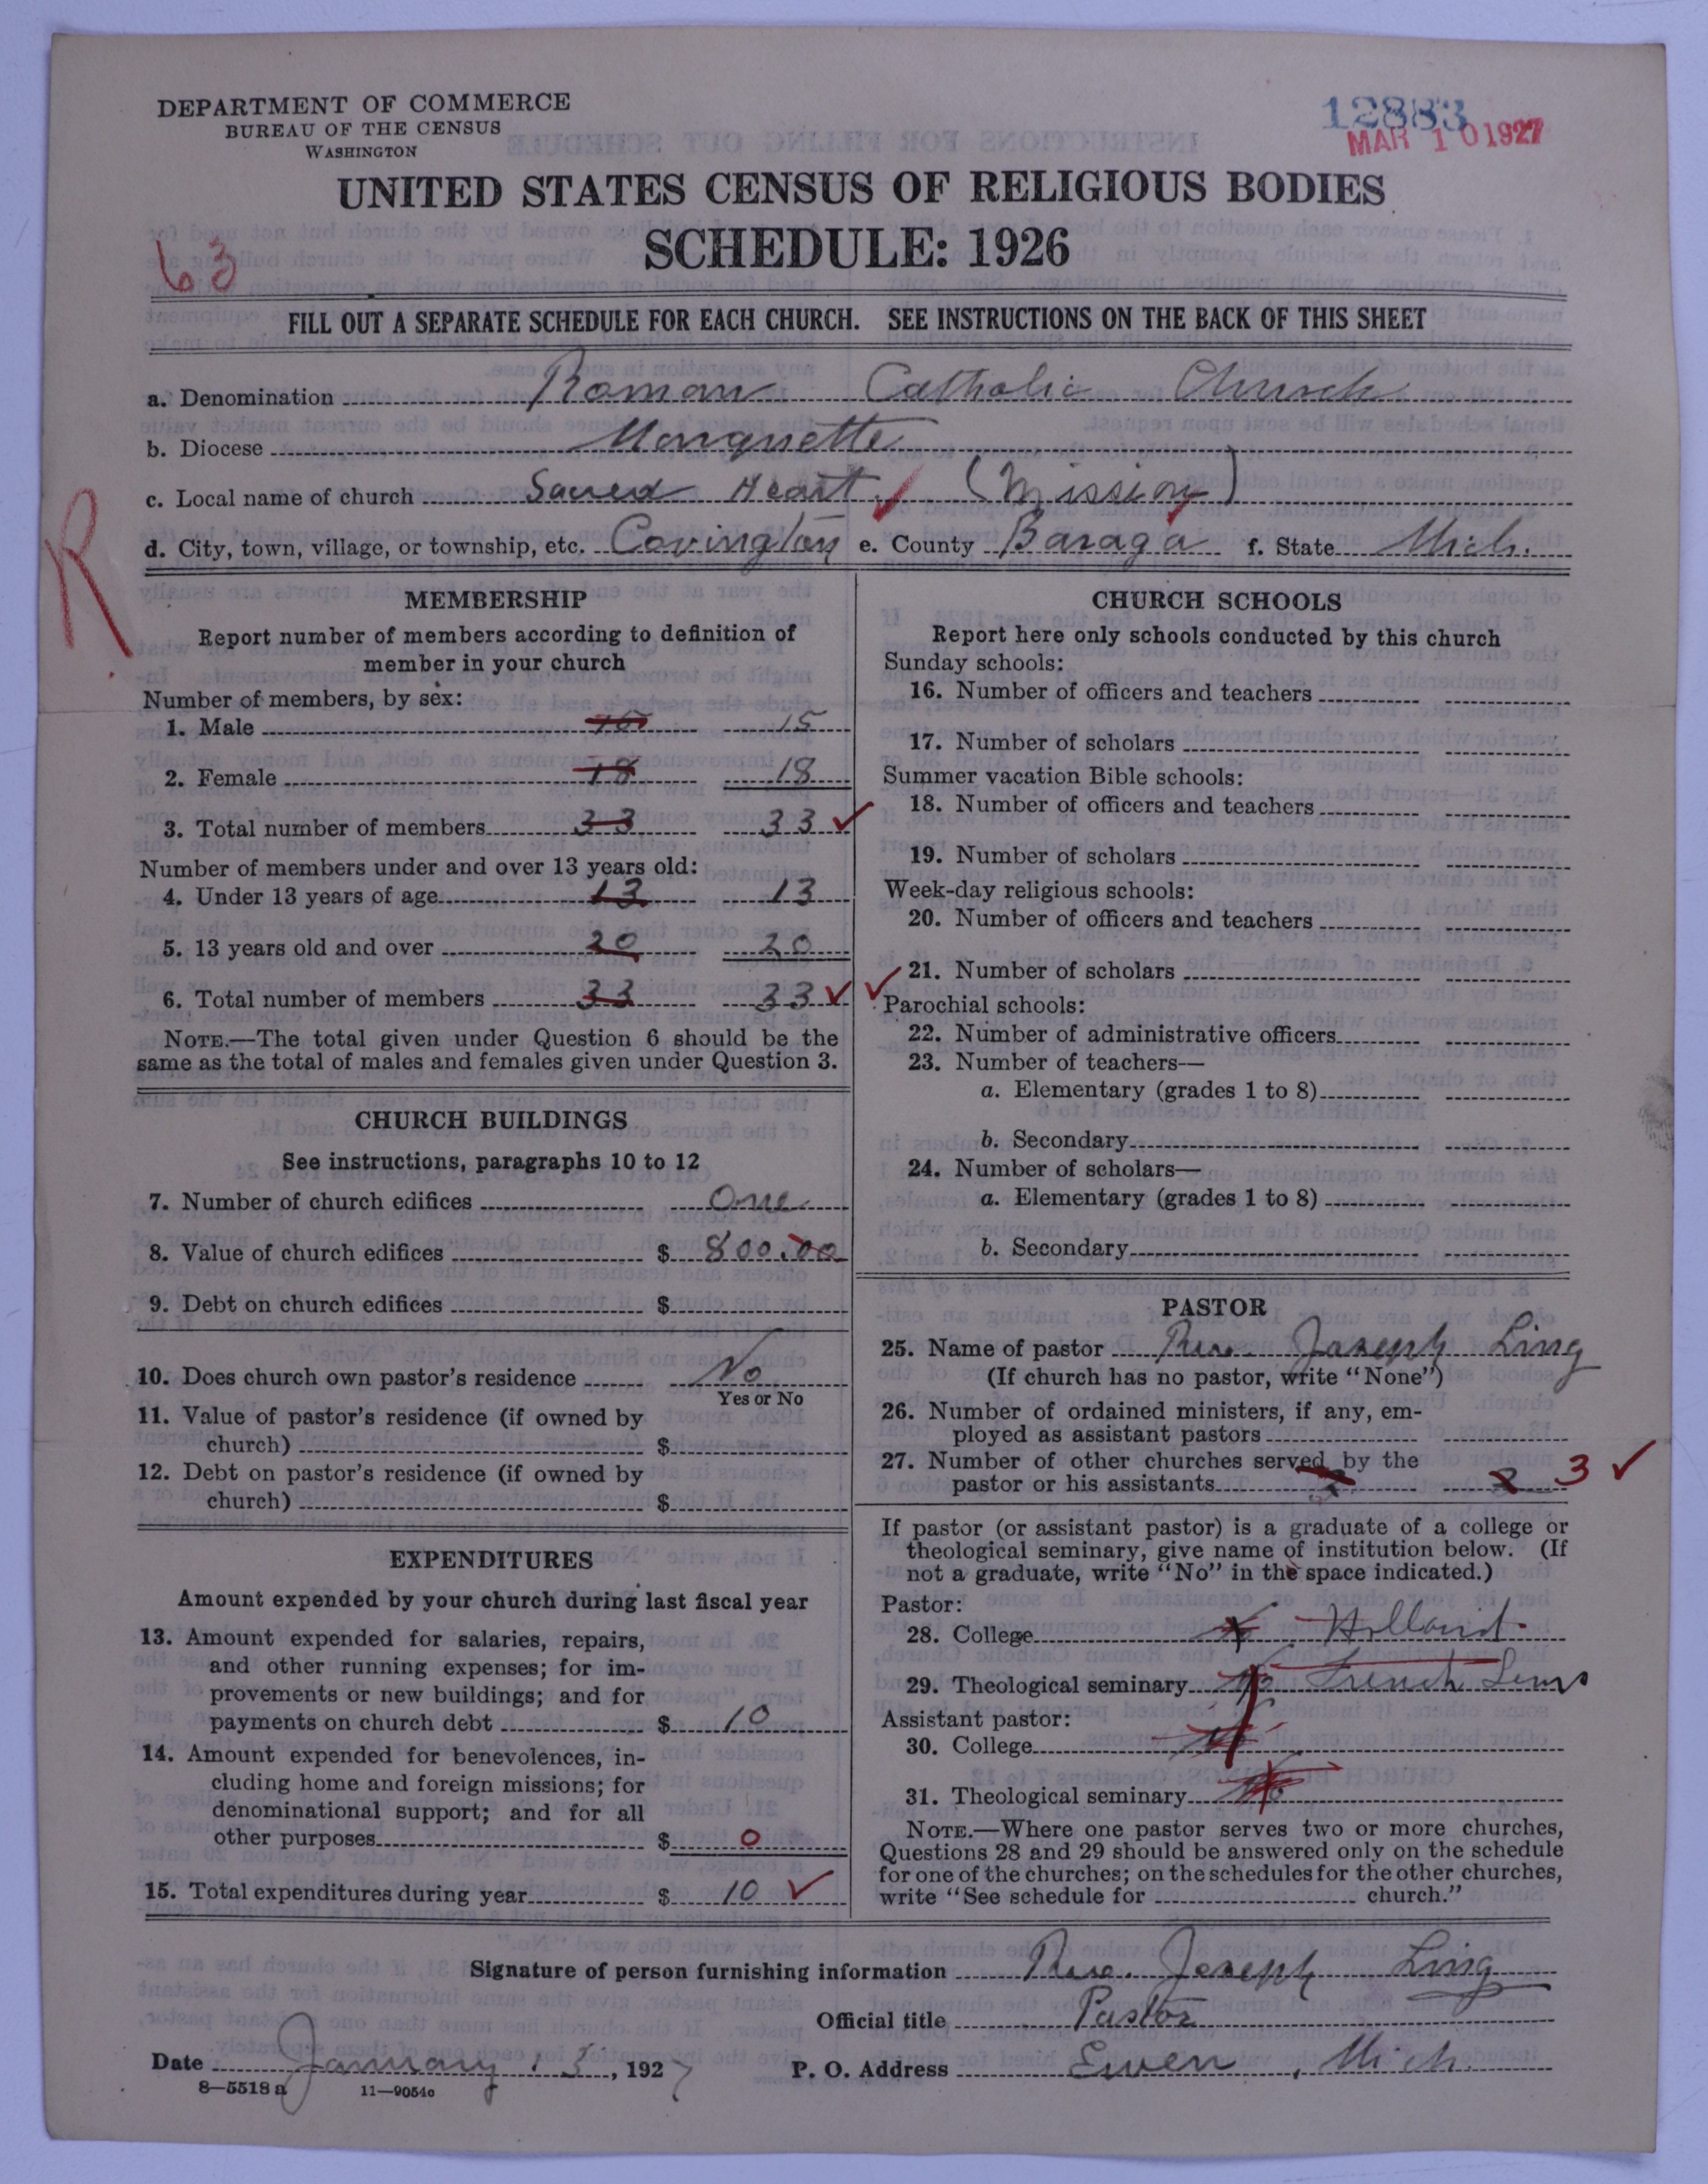 DEPARTMENT OF COMMERCE
BUREAU OF THE CENSUS
WASHINGTON
12883
MAR 10 1927
UNITED STATES CENSUS OF RELIGIOUS BODIES
SCHEDULE: 1926
63
FILL OUT A SEPARATE SCHEDULE FOR EACH CHURCH. SEE INSTRUCTIONS ON THE BACK OF THIS SHEET
a. Denomination Roman Catholic Church
b. Diocese Marquette
c. Local name of church Sacred Heart (Mission)
d. City, town, village, or township, etc. Covington e. County Baraga f. State Mich.
R
MEMBERSHIP
Report number of members according to definition of
member in your church
Number of members, by sex:
1. Male 15 15
2. Female 18 18
3. Total number of members 33 33
Number of members under and over 13 years old:
4. Under 13 years of age 13 13
5. 13 years old and over 20 20
6. Total number of members 33 33
NOTE.—The total given under Question 6 should be the
same as the total of males and females given under Question 3.
CHURCH BUILDINGS
See instructions, paragraphs 10 to 12
7. Number of church edifices One
8. Value of church edifices $ 800.00
9. Debt on church edifices $
10. Does church own pastor's residence No
Yes or No
11. Value of pastor's residence (if owned by
church) $
12. Debt on pastor's residence (if owned by
church) $
EXPENDITURES
Amount expended by your church during last fiscal year
13. Amount expended for salaries, repairs,
and other running expenses; for im-
provements or new buildings; and for
payments on church debt $ 10
14. Amount expended for benevolences, in-
cluding home and foreign missions; for
denominational support; and for all
other purposes $ 0
15. Total expenditures during year $ 10
CHURCH SCHOOLS
Report here only schools conducted by this church
Sunday schools:
16. Number of officers and teachers
17. Number of scholars
Summer vacation Bible schools:
18. Number of officers and teachers
19. Number of scholars
Week-day religious schools:
20. Number of officers and teachers
21. Number of scholars
Parochial schools:
22. Number of administrative officers
23. Number of teachers—
a. Elementary (grades 1 to 8)
b. Secondary
24. Number of scholars—
a. Elementary (grades 1 to 8)
b. Secondary
PASTOR
25. Name of pastor Rev. Joseph Ling
(If church has no pastor, write "None")
26. Number of ordained ministers, if any, em-
ployed as assistant pastors
27. Number of other churches served by the
pastor or his assistants 3
If pastor (or assistant pastor) is a graduate of a college or
theological seminary, give name of institution below. (If
not a graduate, write "No" in the space indicated.)
Pastor:
28. College Holland
29. Theological seminary French
Assistant pastor:
30. College
31. Theological seminary
NOTE.—Where one pastor serves two or more churches,
Questions 28 and 29 should be answered only on the schedule
for one of the churches; on the schedules for the other churches,
write "See schedule for church."
Signature of person furnishing information Rev. Joseph Ling
Official title Pastor
Date January 13, 1927 P. O. Address Ewen, Mich.
8—5518 a 11—9054c